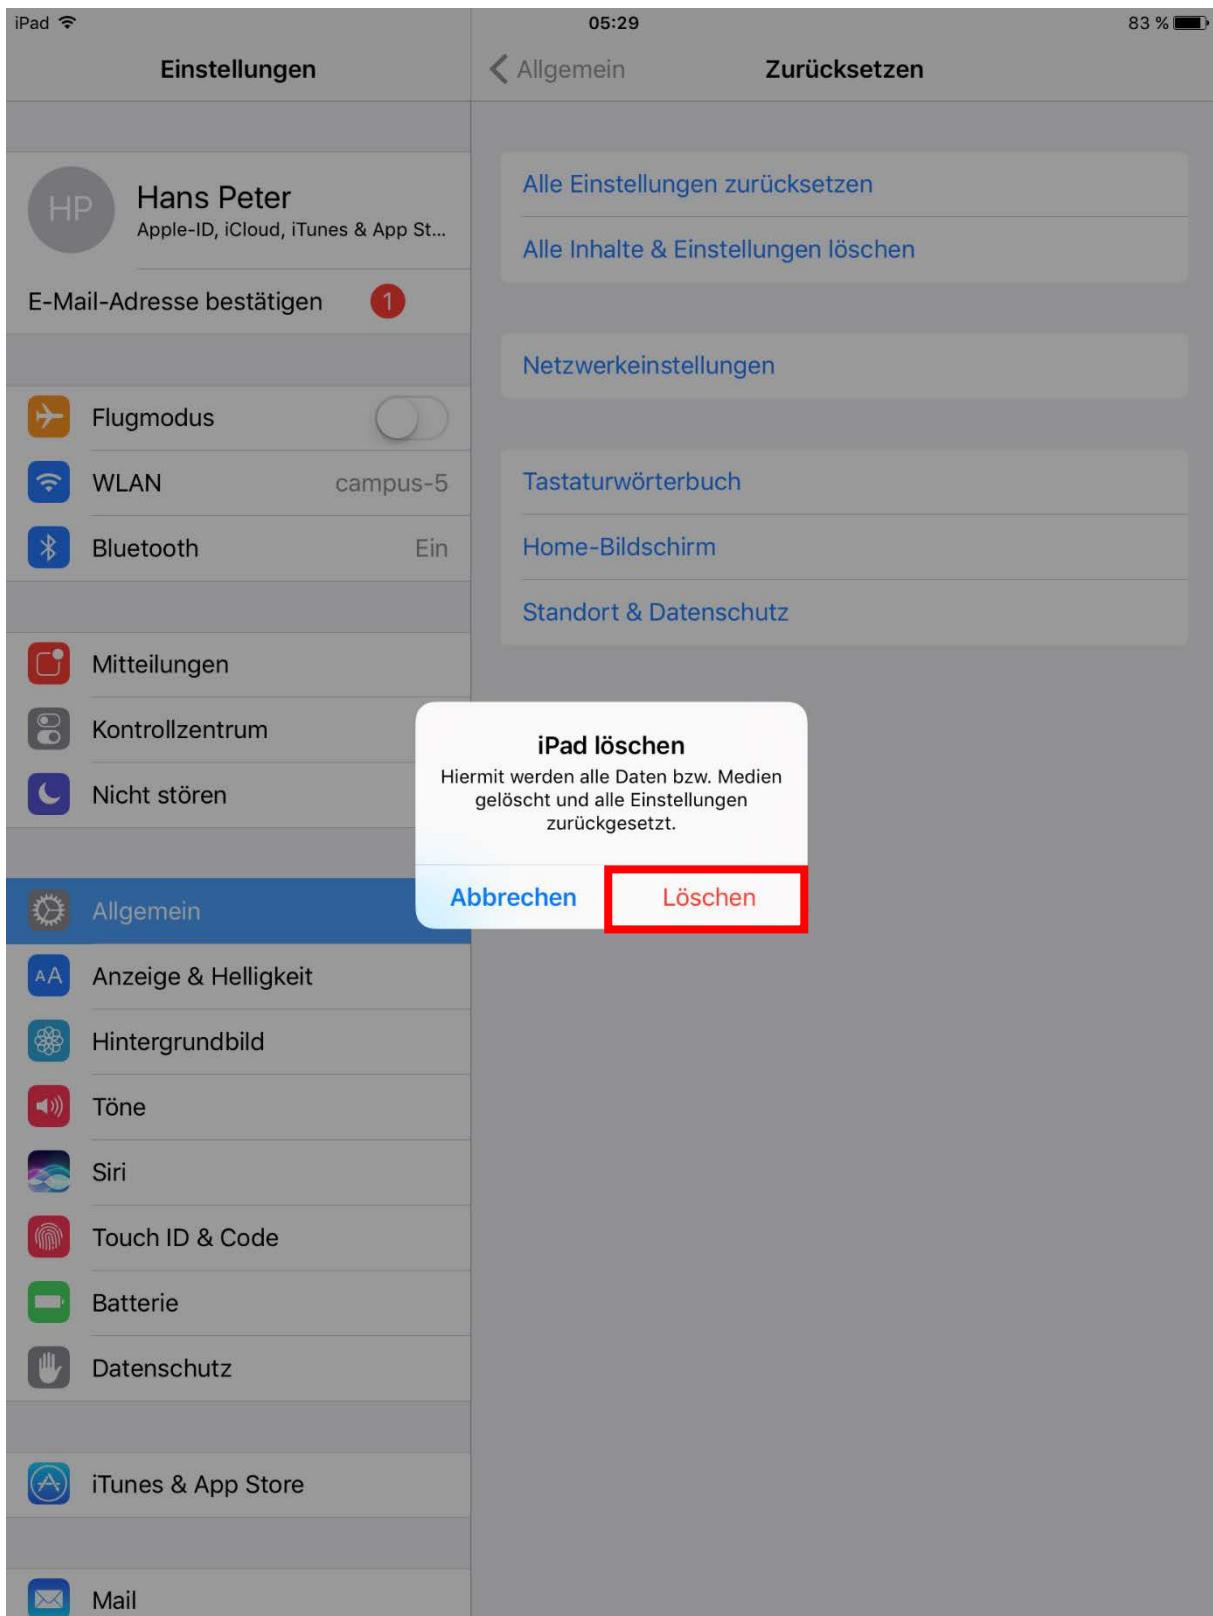 iPad
05:29
83 %
Einstellungen
Allgemein
Zurücksetzen
HP
Hans Peter
Apple-ID, iCloud, iTunes & App St...
E-Mail-Adresse bestätigen
1
Flugmodus
WLAN
campus-5
Bluetooth
Ein
Mitteilungen
Kontrollzentrum
Nicht stören
Allgemein
AA
Anzeige & Helligkeit
Hintergrundbild
Töne
Siri
Touch ID & Code
Batterie
Datenschutz
iTunes & App Store
Mail
Alle Einstellungen zurücksetzen
Alle Inhalte & Einstellungen löschen
Netzwerkeinstellungen
Tastaturwörterbuch
Home-Bildschirm
Standort & Datenschutz
iPad löschen
Hiermit werden alle Daten bzw. Medien
gelöscht und alle Einstellungen
zurückgesetzt.
Abbrechen
Löschen